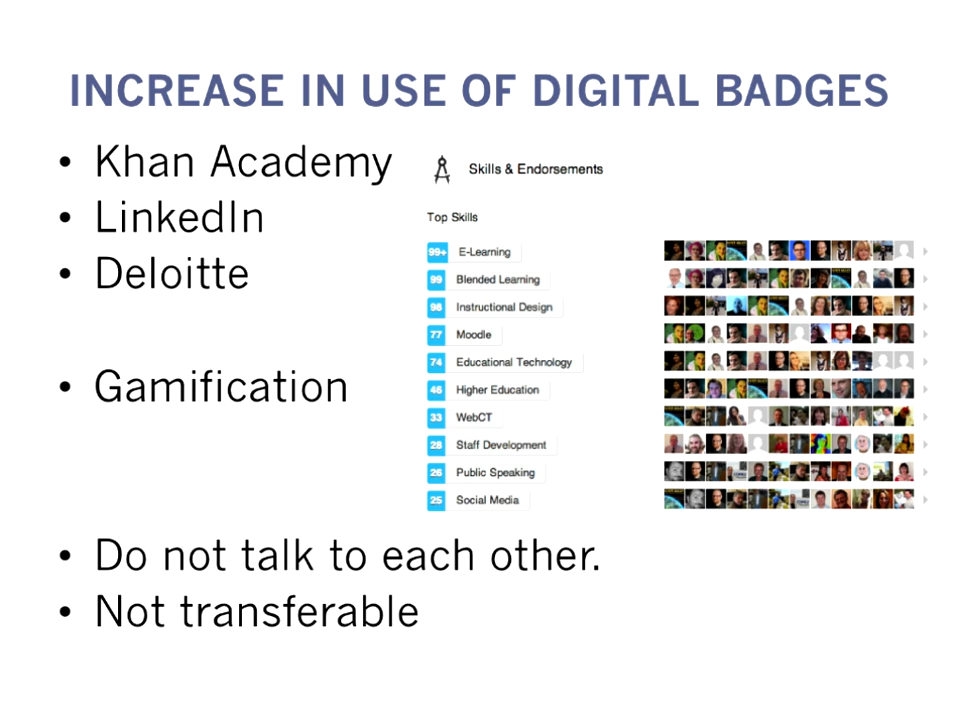 INCREASE IN USE OF DIGITAL BADGES
• Khan Academy
• LinkedIn
• Deloitte
• Gamification
Skills & Endorsements
Top Skills
99+ E-Learning
99 Blended Learning
98 Instructional Design
77 Moodle
74 Educational Technology
46 Higher Education
33 WebCT
28 Staff Development
26 Public Speaking
25 Social Media
• Do not talk to each other.
• Not transferable